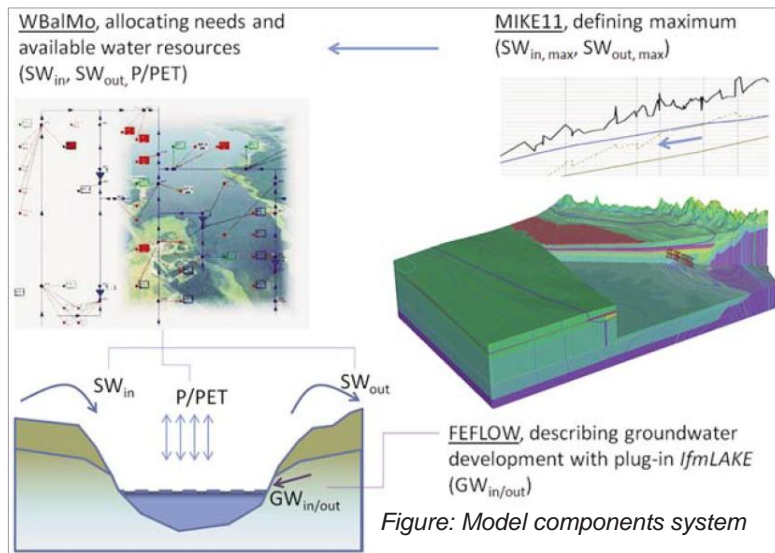 WBalMo, allocating needs and
available water resources
(SWin, SWout, P/PET)
MIKE11, defining maximum
(SWin, max, SWout, max)
SWin
P/PET
SWout
GWin/out
FEFLOW, describing groundwater
development with plug-in IfmLAKE
(GWin/out)
Figure: Model components system